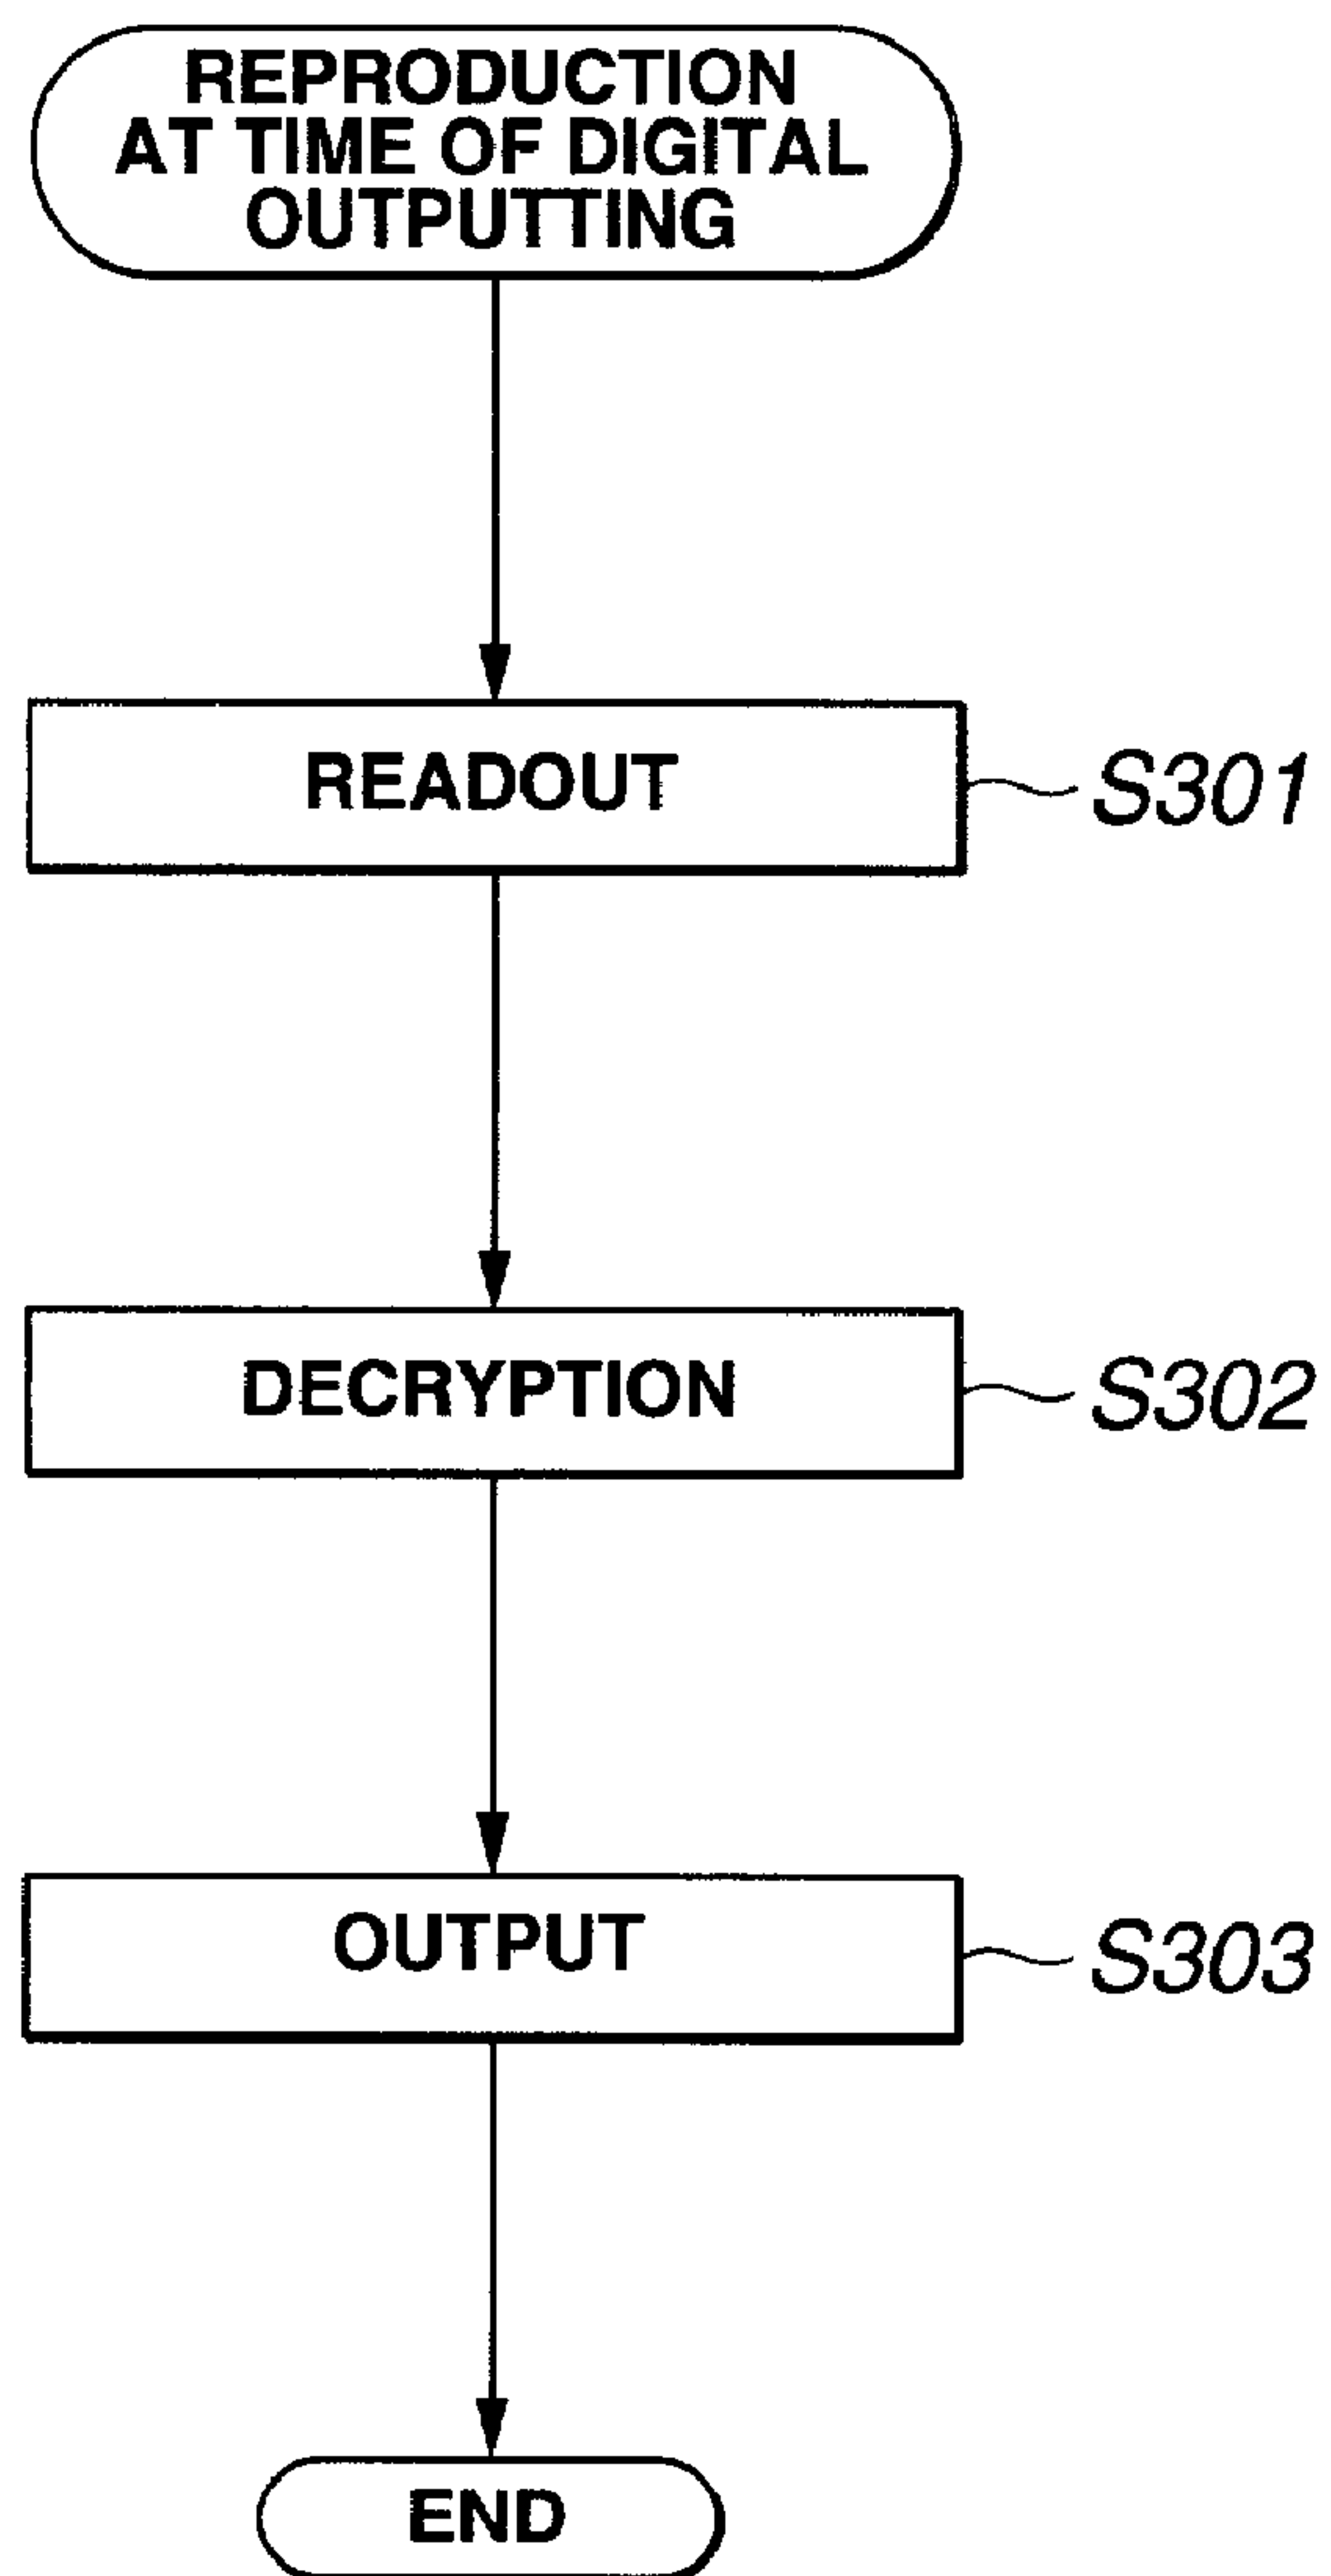 REPRODUCTION
AT TIME OF DIGITAL
OUTPUTTING
READOUT
S301
DECRYPTION
S302
OUTPUT
S303
END